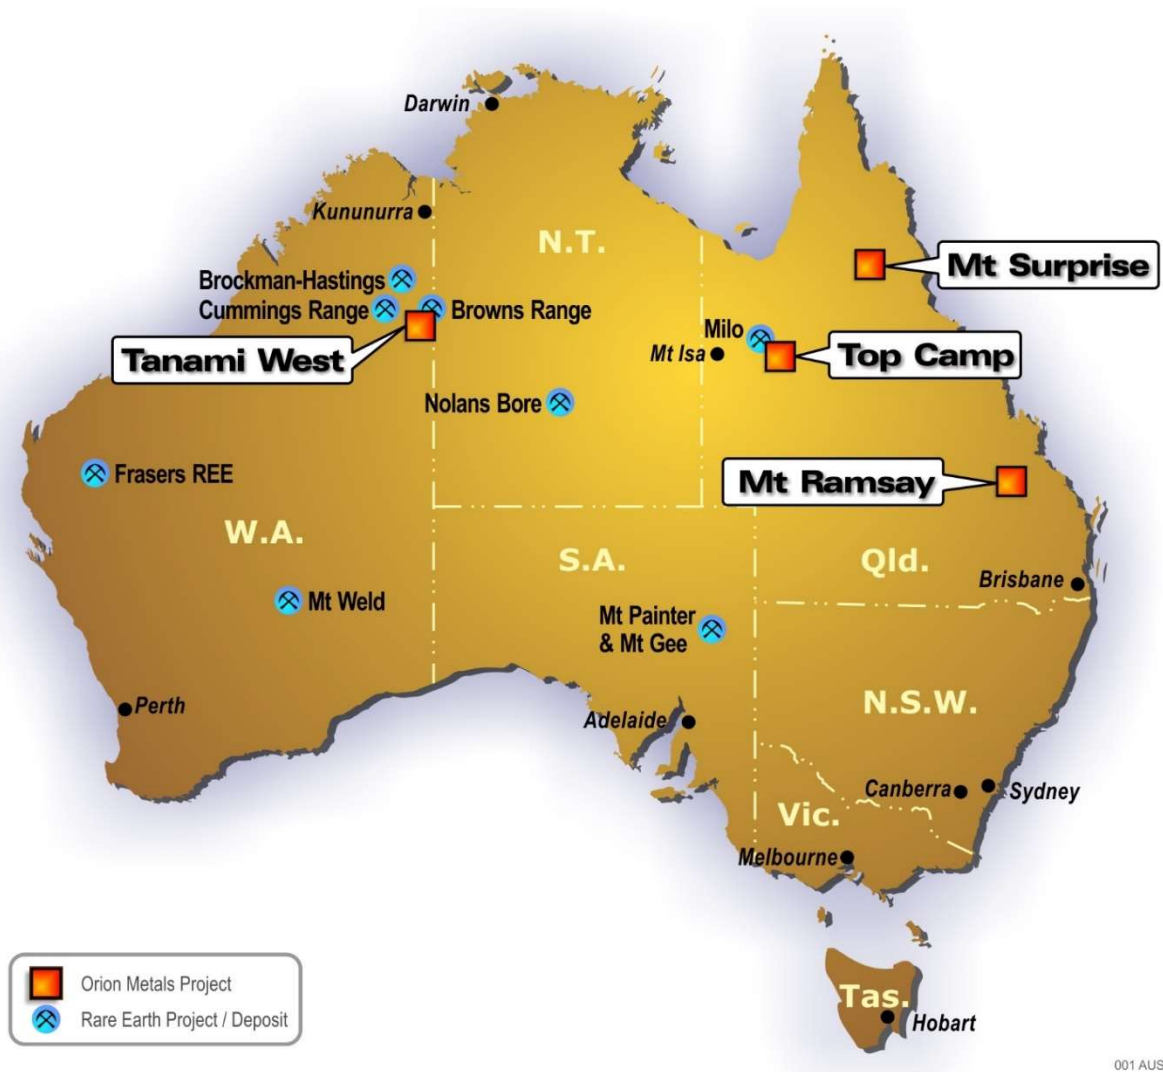 Darwin
Kununurra
N.T.
Brockman-Hastings
Cummings Range
Browns Range
Mt Surprise
Milo
Mt Isa
Top Camp
Tanami West
Nolans Bore
Frasers REE
Mt Ramsay
W.A.
S.A.
Qld.
Brisbane
Mt Weld
Mt Painter
& Mt Gee
Perth
Adelaide
N.S.W.
Canberra
Sydney
Vic.
Melbourne
Orion Metals Project
Rare Earth Project / Deposit
Tas.
Hobart
001 AUS